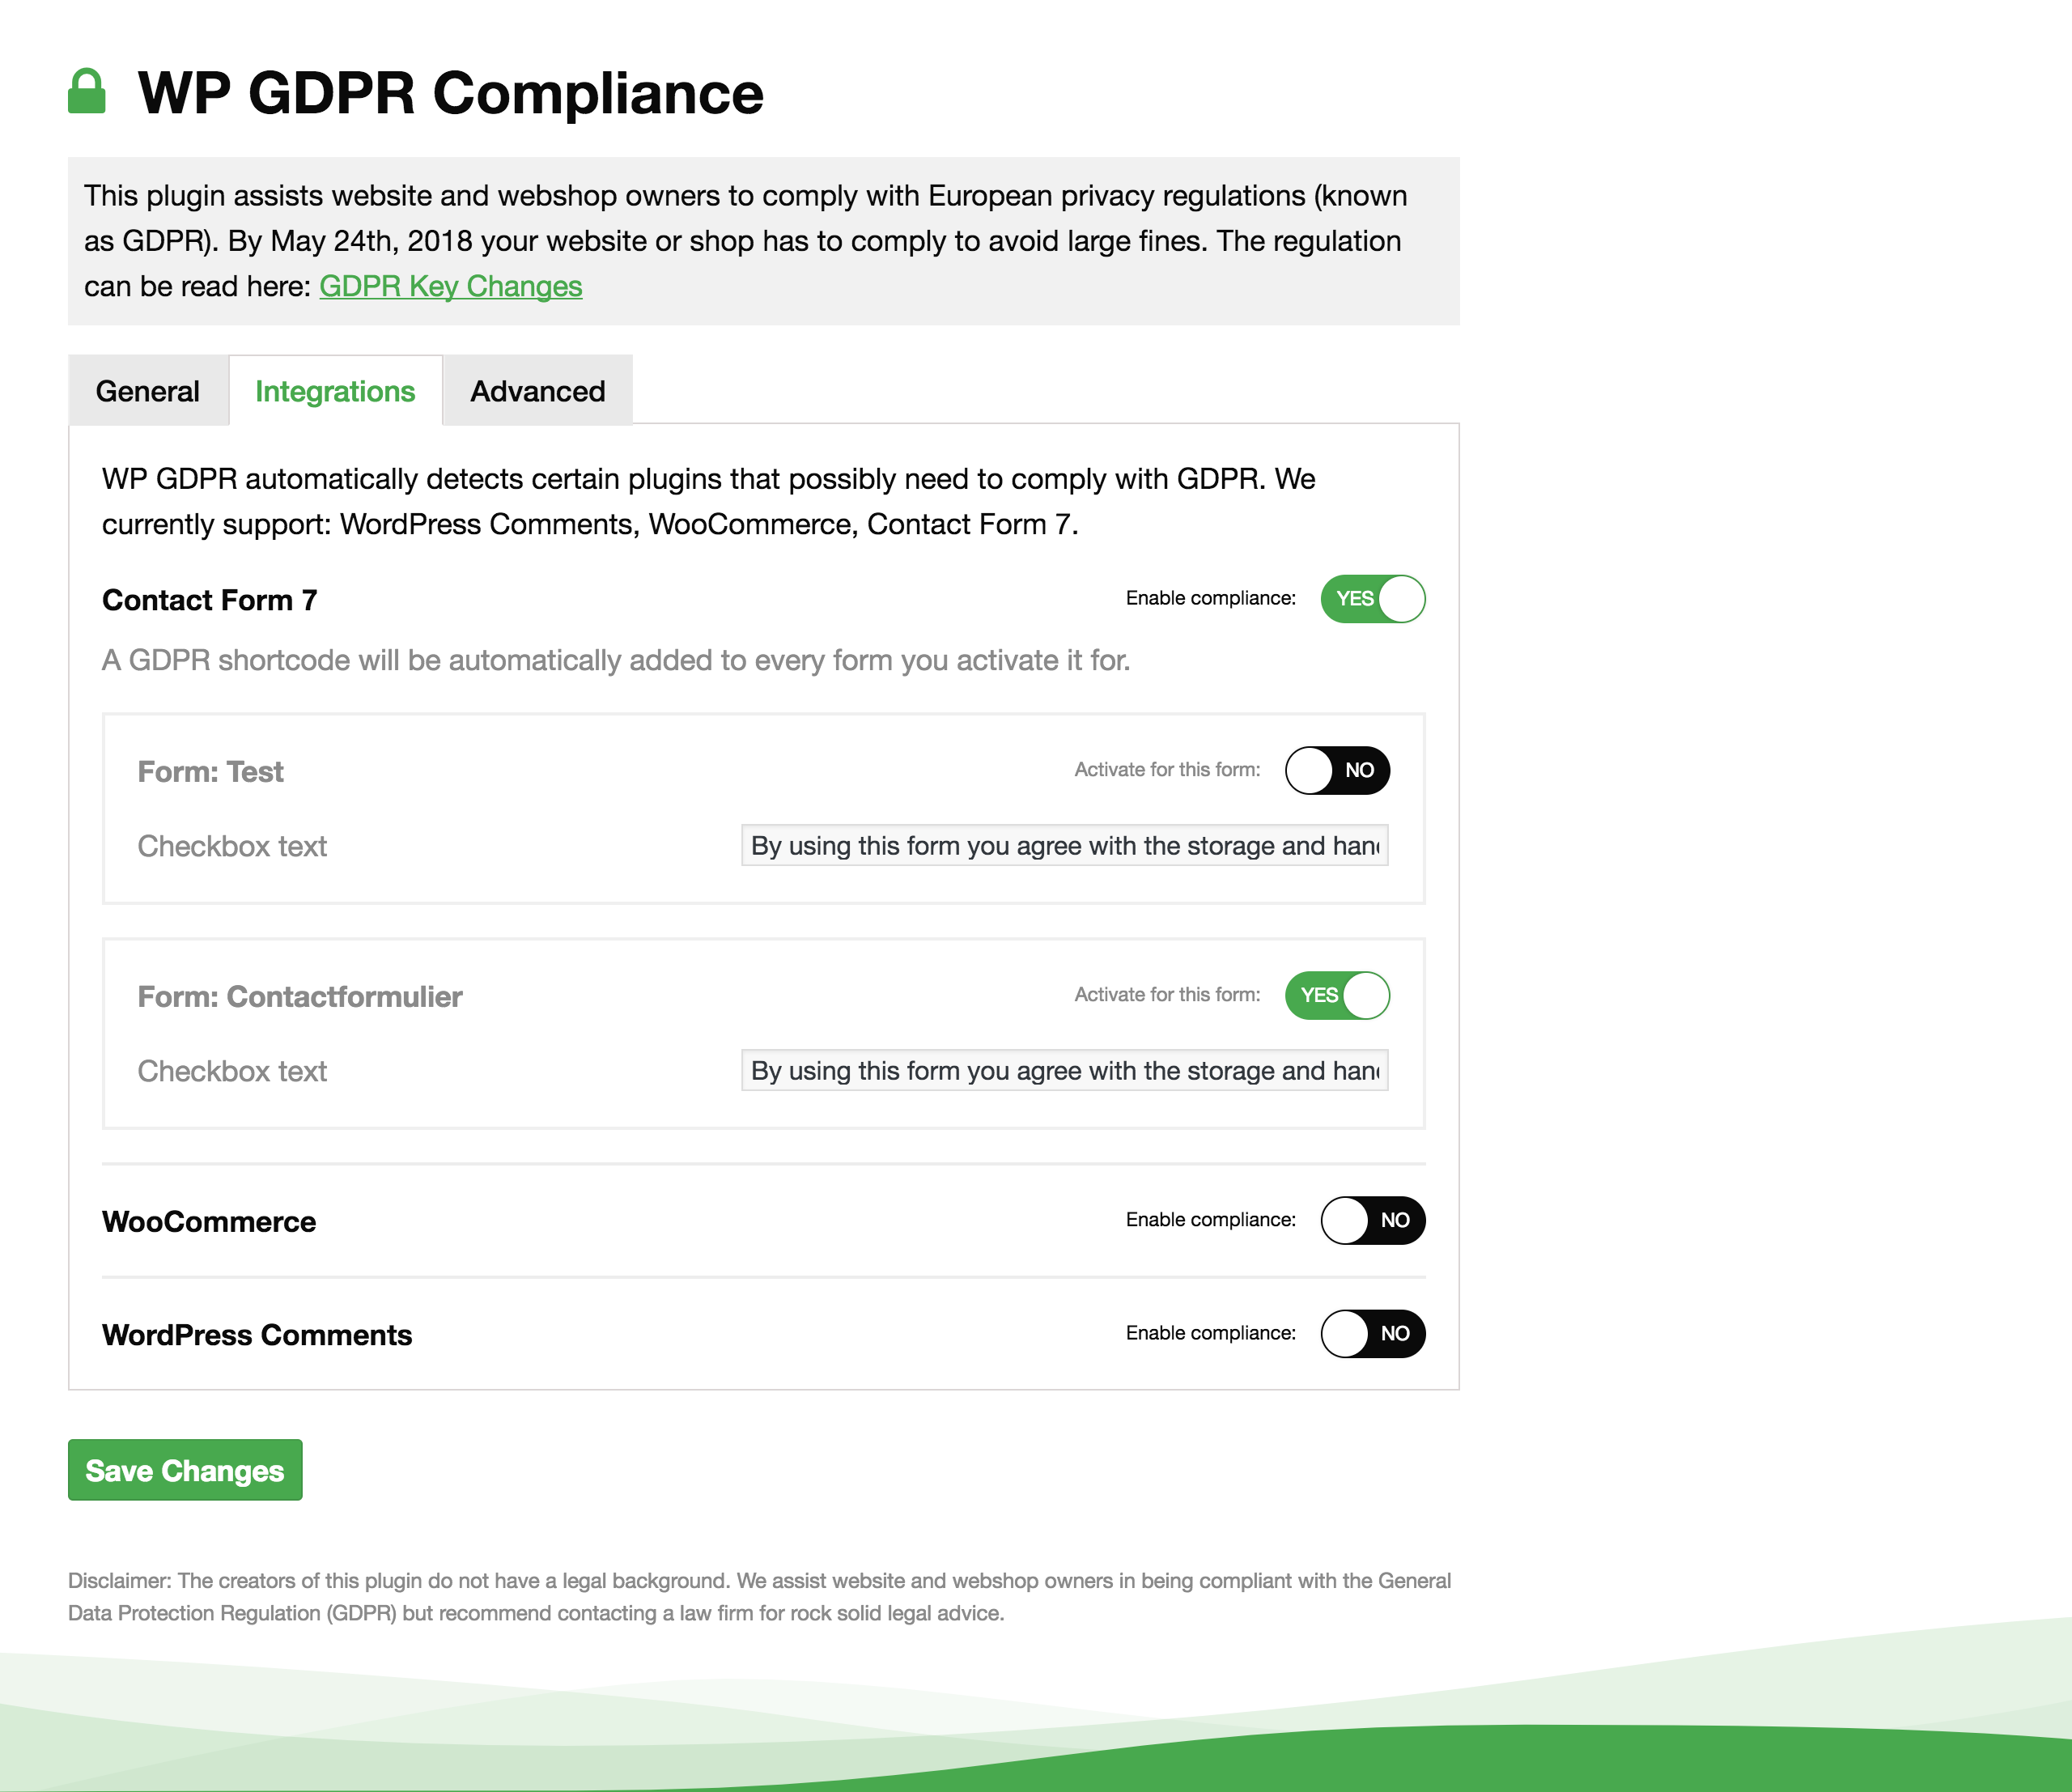 WP GDPR Compliance
This plugin assists website and webshop owners to comply with European privacy regulations (known
as GDPR). By May 24th, 2018 your website or shop has to comply to avoid large fines. The regulation
can be read here: GDPR Key Changes
General Integrations Advanced
WP GDPR automatically detects certain plugins that possibly need to comply with GDPR. We
currently support: WordPress Comments, WooCommerce, Contact Form 7.
Contact Form 7 Enable compliance: YES
A GDPR shortcode will be automatically added to every form you activate it for.
Form: Test Activate for this form: NO
Checkbox text By using this form you agree with the storage and
Form: Contactformulier Activate for this form: YES
Checkbox text By using this form you agree with the storage and
WooCommerce Enable compliance: NO
WordPress Comments Enable compliance: NO
Save Changes
Disclaimer: The creators of this plugin do not have a legal background. We assist website and webshop owners in being compliant with the General
Data Protection Regulation (GDPR) but recommend contacting a law firm for rock solid legal advice.